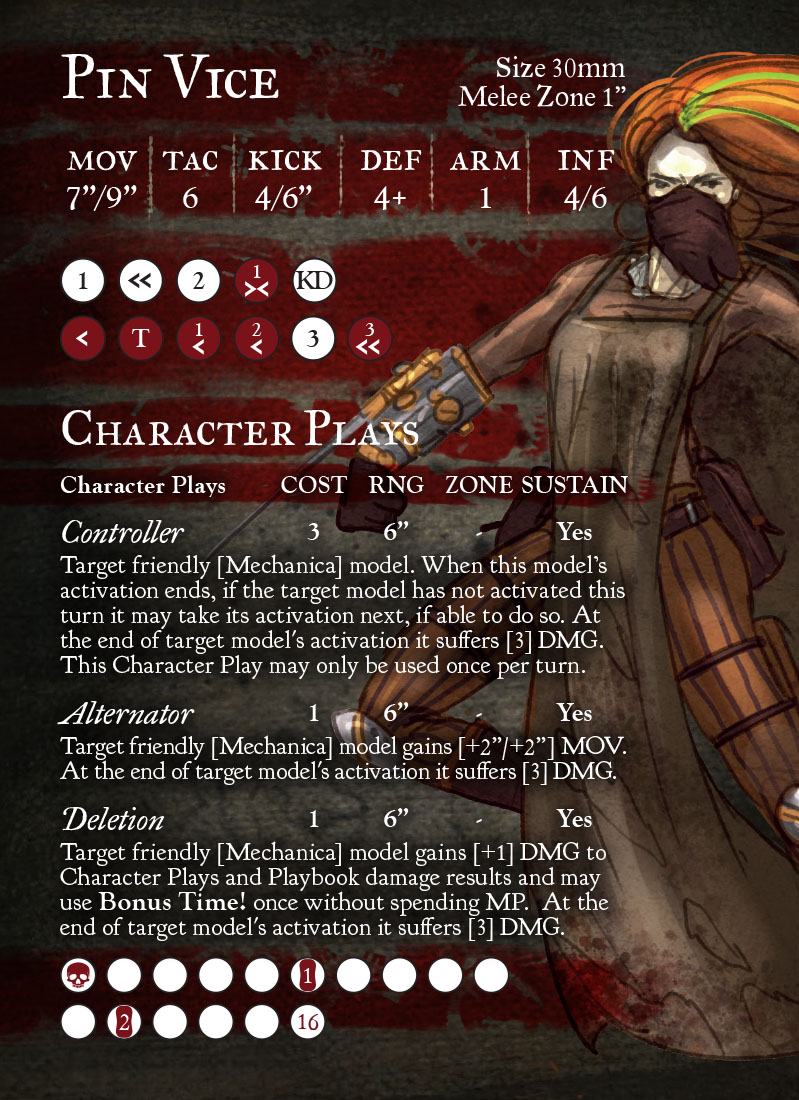 Pin Vice
Size 30mm
Melee Zone 1”
MOV TAC KICK DEF ARM INF
7”/9” 6 4/6” 4+ 1 4/6
1 << 2 1 >< KD
< T 1 < 2 < 3 3 <<
Character Plays
Character Plays COST RNG ZONE SUSTAIN
Controller 3 6” - Yes
Target friendly [Mechanica] model. When this model’s
activation ends, if the target model has not activated this
turn it may take its activation next, if able to do so. At
the end of target model's activation it suffers [3] DMG.
This Character Play may only be used once per turn.
Alternator 1 6” - Yes
Target friendly [Mechanica] model gains [+2”/+2”] MOV.
At the end of target model’s activation it suffers [3] DMG.
Deletion 1 6” - Yes
Target friendly [Mechanica] model gains [+1] DMG to
Character Plays and Playbook damage results and may
use Bonus Time! once without spending MP. At the
end of target model's activation it suffers [3] DMG.
1
2 16